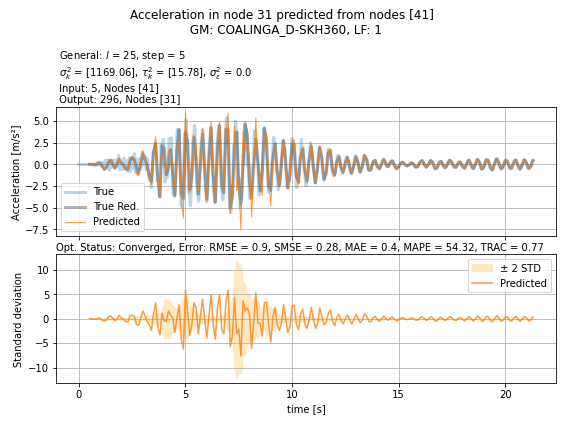 Acceleration in node 31 predicted from nodes [41]
GM: COALINGA_D-SKH360, LF: 1
General: l = 25, step = 5
σ²ₖ = [1169.06], τ²ₖ = [15.78], σ²ε = 0.0
Input: 5, Nodes [41]
Output: 296, Nodes [31]
Acceleration [m/s²]
5.0
2.5
0.0
−2.5
−5.0
−7.5
True
True Red.
Predicted
Opt. Status: Converged, Error: RMSE = 0.9, SMSE = 0.28, MAE = 0.4, MAPE = 54.32, TRAC = 0.77
Standard deviation
10
5
0
−5
−10
± 2 STD
Predicted
0 5 10 15 20
time [s]